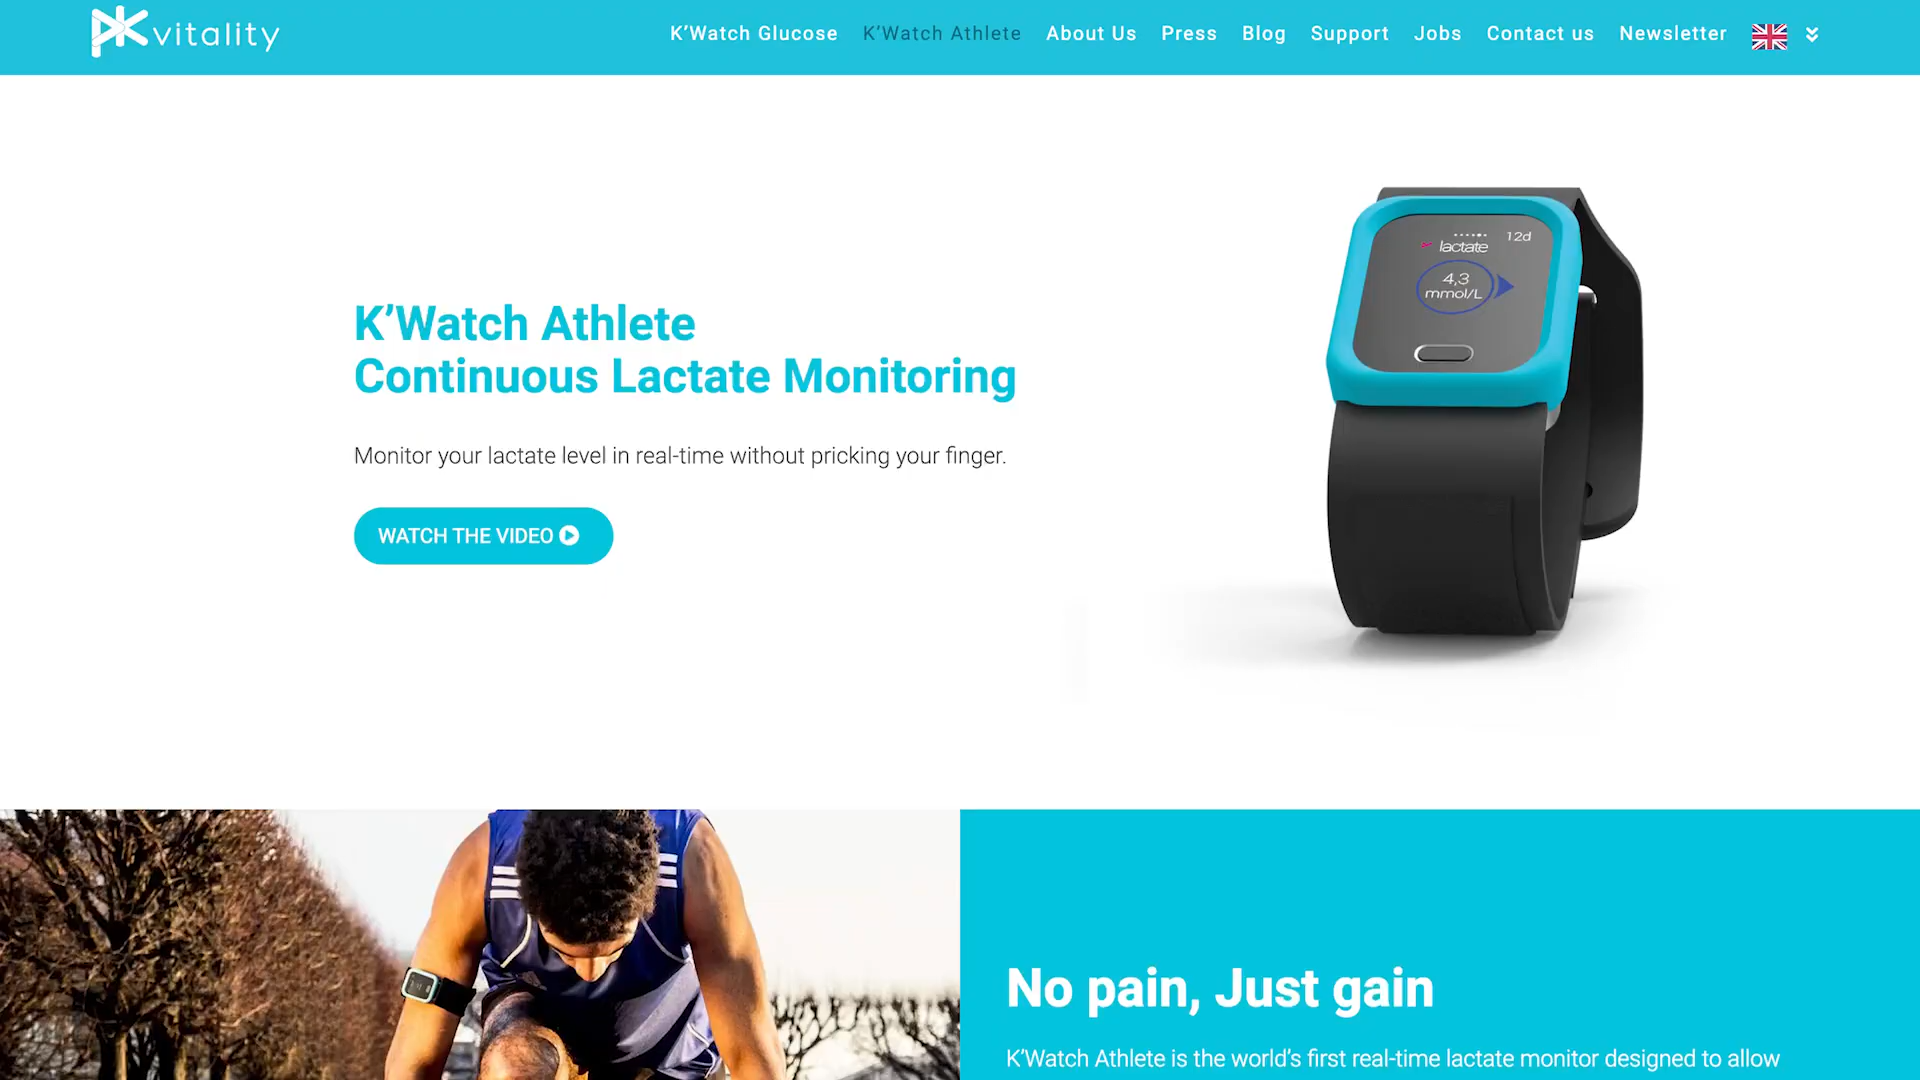 PK vitality
K’Watch Glucose
K’Watch Athlete
About Us
Press
Blog
Support
Jobs
Contact us
Newsletter
lactate
12d
4,3
mmol/L
K’Watch Athlete
Continuous Lactate Monitoring
Monitor your lactate level in real-time without pricking your finger.
WATCH THE VIDEO
No pain, Just gain
K’Watch Athlete is the world’s first real-time lactate monitor designed to allow